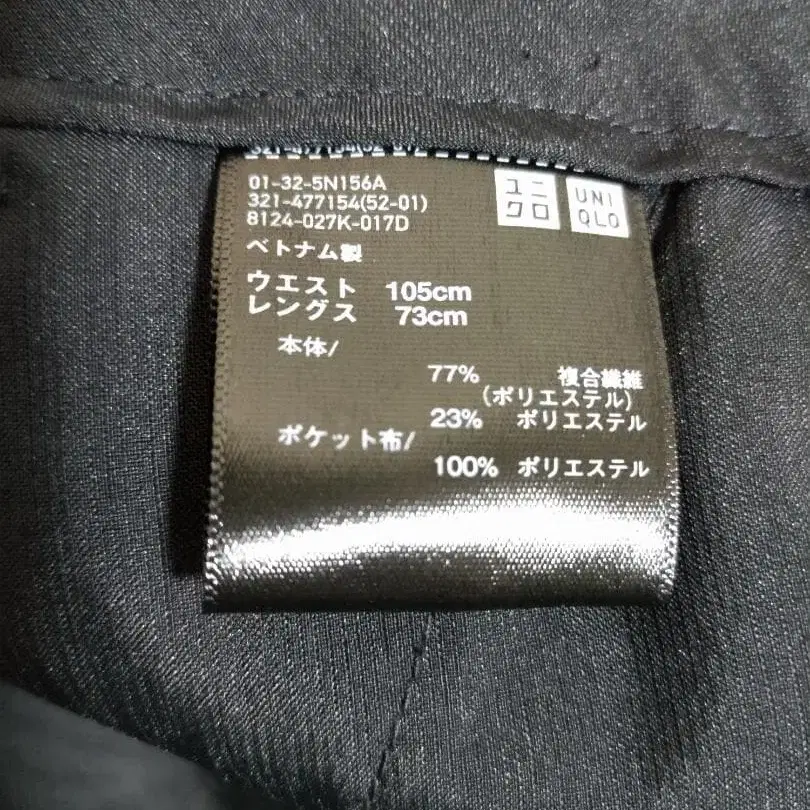 01-32-5N156A
321-477154(52-01)
8124-027K-017D
ユニ
クロ
UNI
QLO
ベトナム製
ウエスト 105cm
レングス 73cm
本体/
77% 複合繊維
(ポリエステル)
23% ポリエステル
ポケット布/
100% ポリエステル